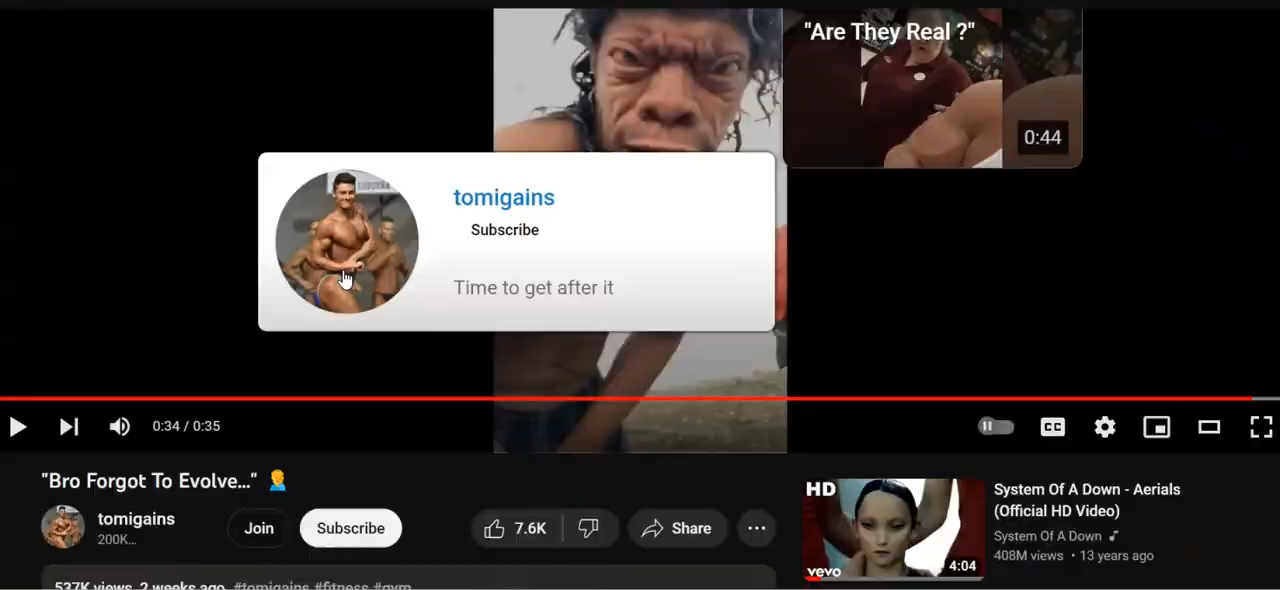 "Are They Real ?"
0:44
tomigains
Subscribe
Time to get after it
0:34 / 0:35
CC
"Bro Forgot To Evolve..."
tomigains
200K...
Join
Subscribe
7.6K
Share
537K views 2 weeks ago #tomigains #fitness #gym
HD
vevo
4:04
System Of A Down - Aerials
(Official HD Video)
System Of A Down
408M views • 13 years ago